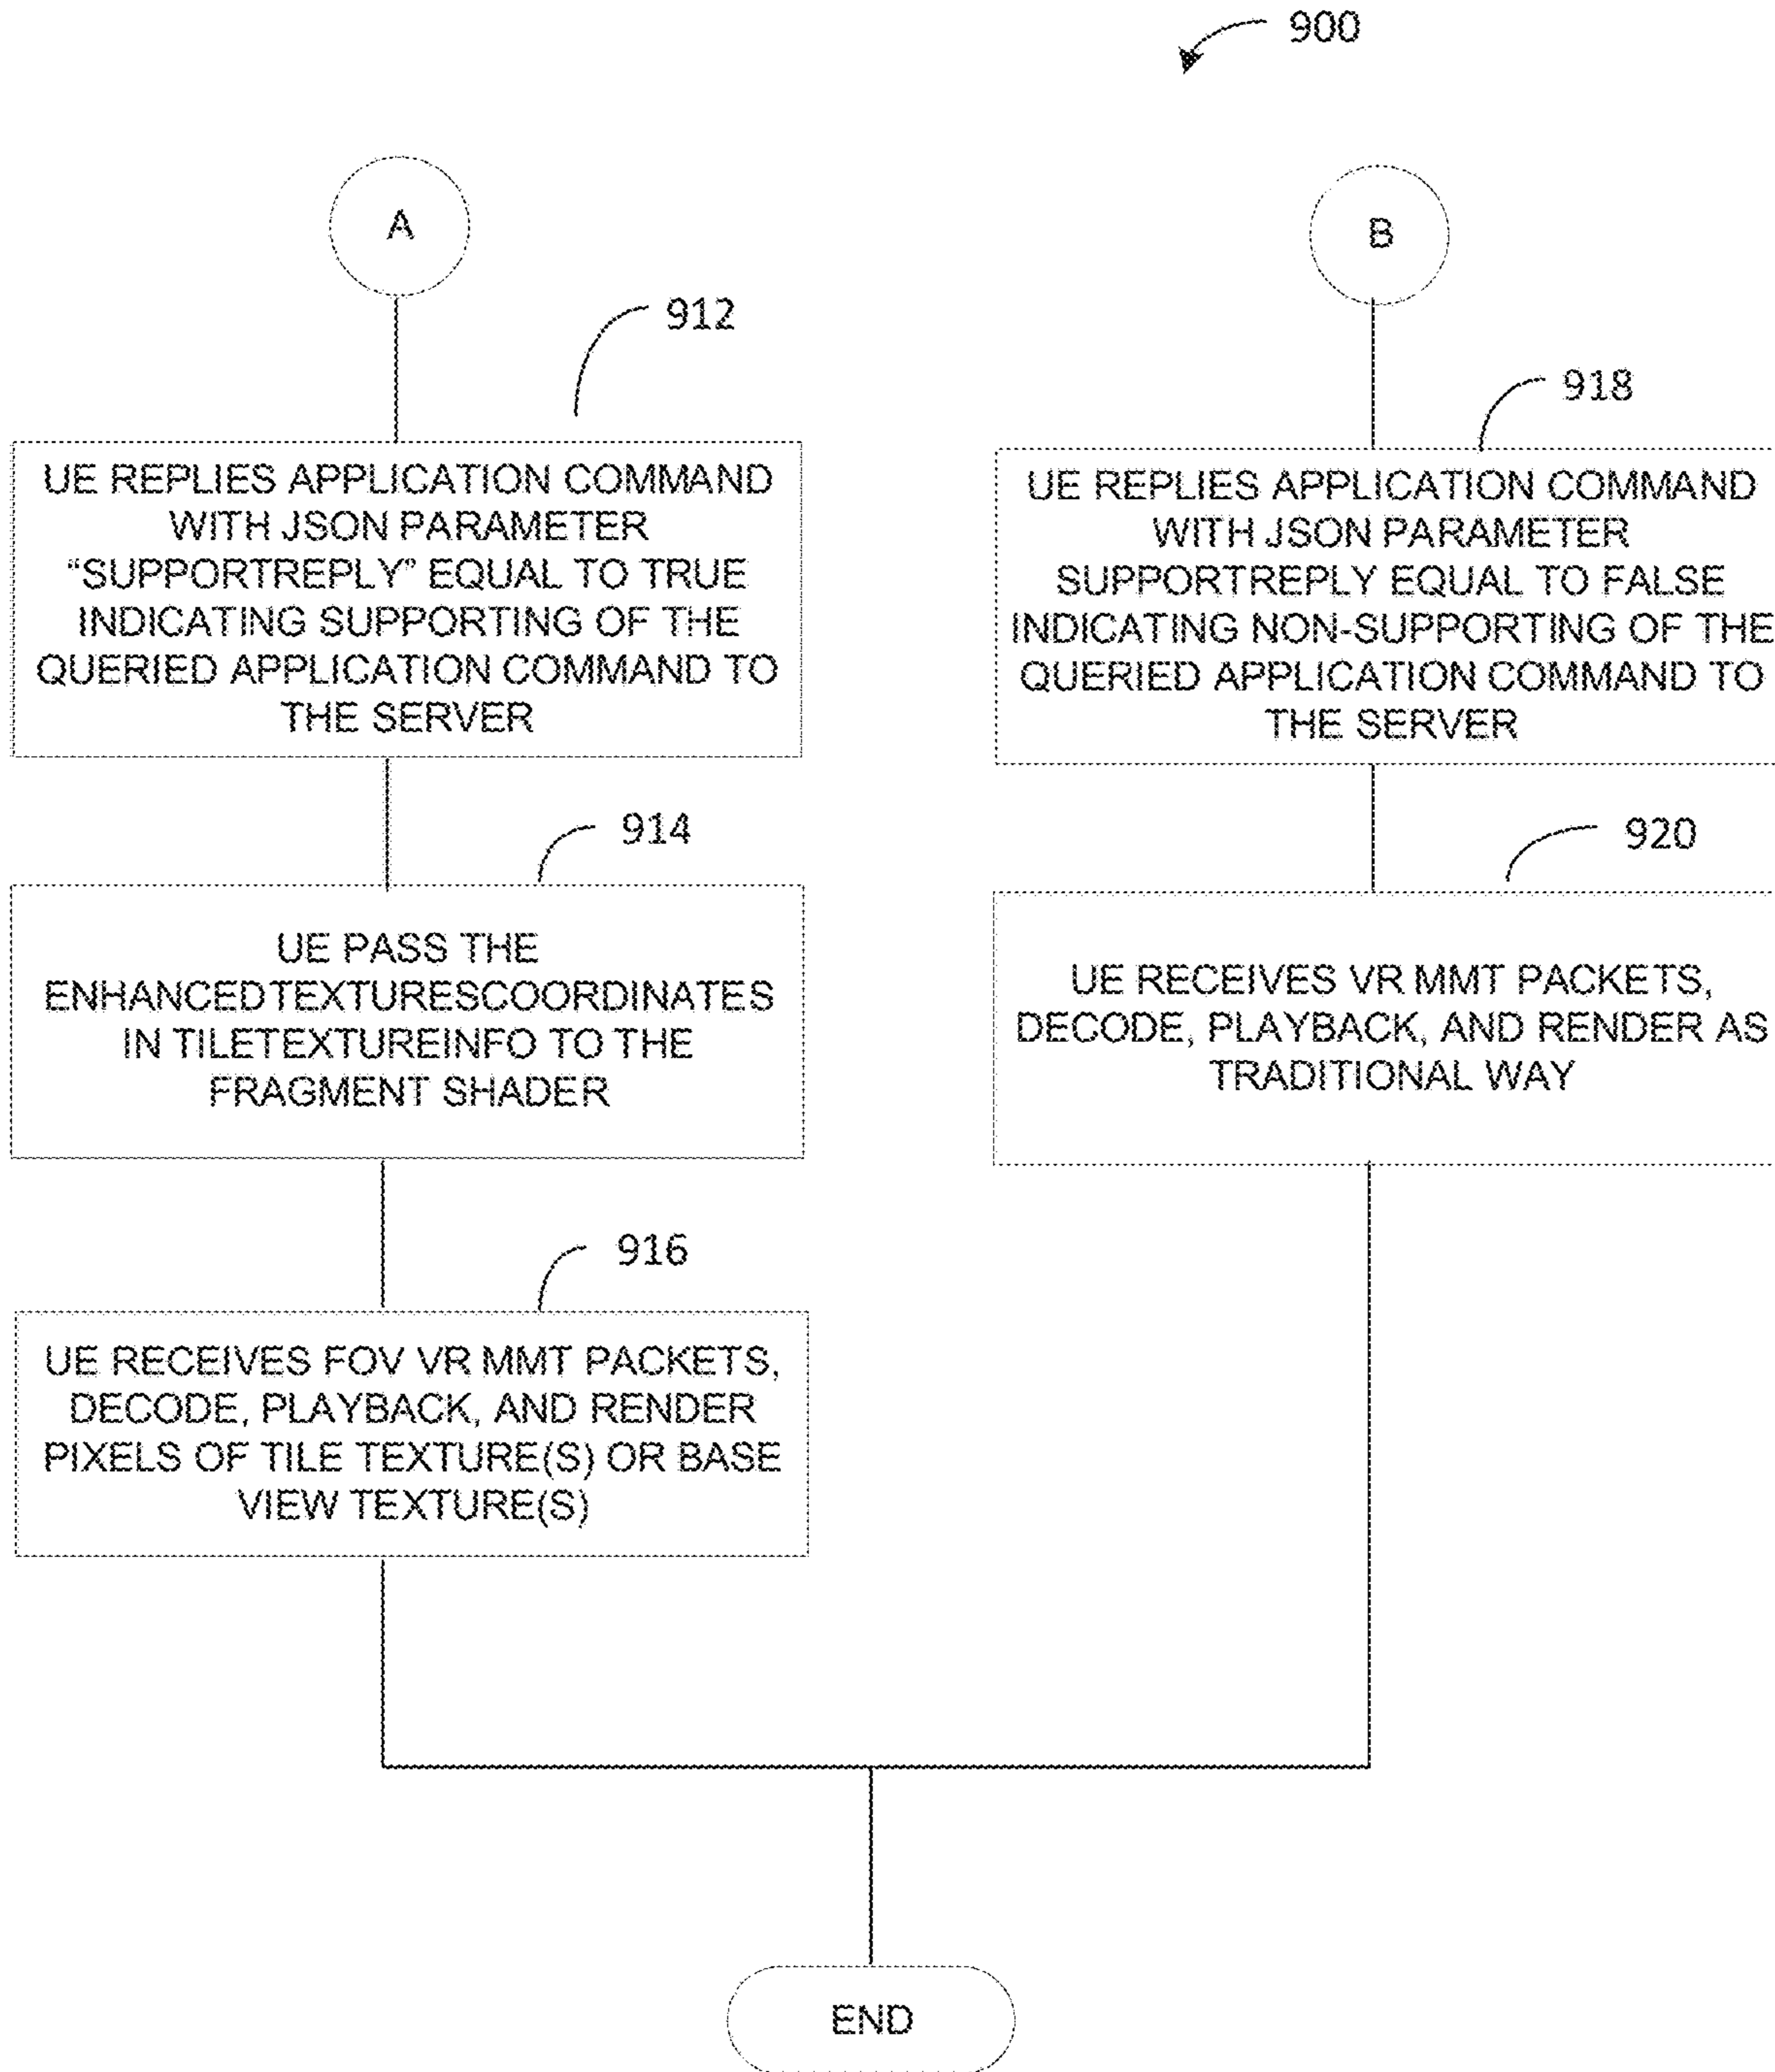 900
A
912
UE REPLIES APPLICATION COMMAND
WITH JSON PARAMETER
“SUPPORTREPLY” EQUAL TO TRUE
INDICATING SUPPORTING OF THE
QUERIED APPLICATION COMMAND TO
THE SERVER
914
UE PASS THE
ENHANCEDTEXTURESCOORDINATES
IN TILETEXTUREINFO TO THE
FRAGMENT SHADER
916
UE RECEIVES FOV VR MMT PACKETS,
DECODE, PLAYBACK, AND RENDER
PIXELS OF TILE TEXTURE(S) OR BASE
VIEW TEXTURE(S)
B
918
UE REPLIES APPLICATION COMMAND
WITH JSON PARAMETER
SUPPORTREPLY EQUAL TO FALSE
INDICATING NON-SUPPORTING OF THE
QUERIED APPLICATION COMMAND TO
THE SERVER
920
UE RECEIVES VR MMT PACKETS,
DECODE, PLAYBACK, AND RENDER AS
TRADITIONAL WAY
END